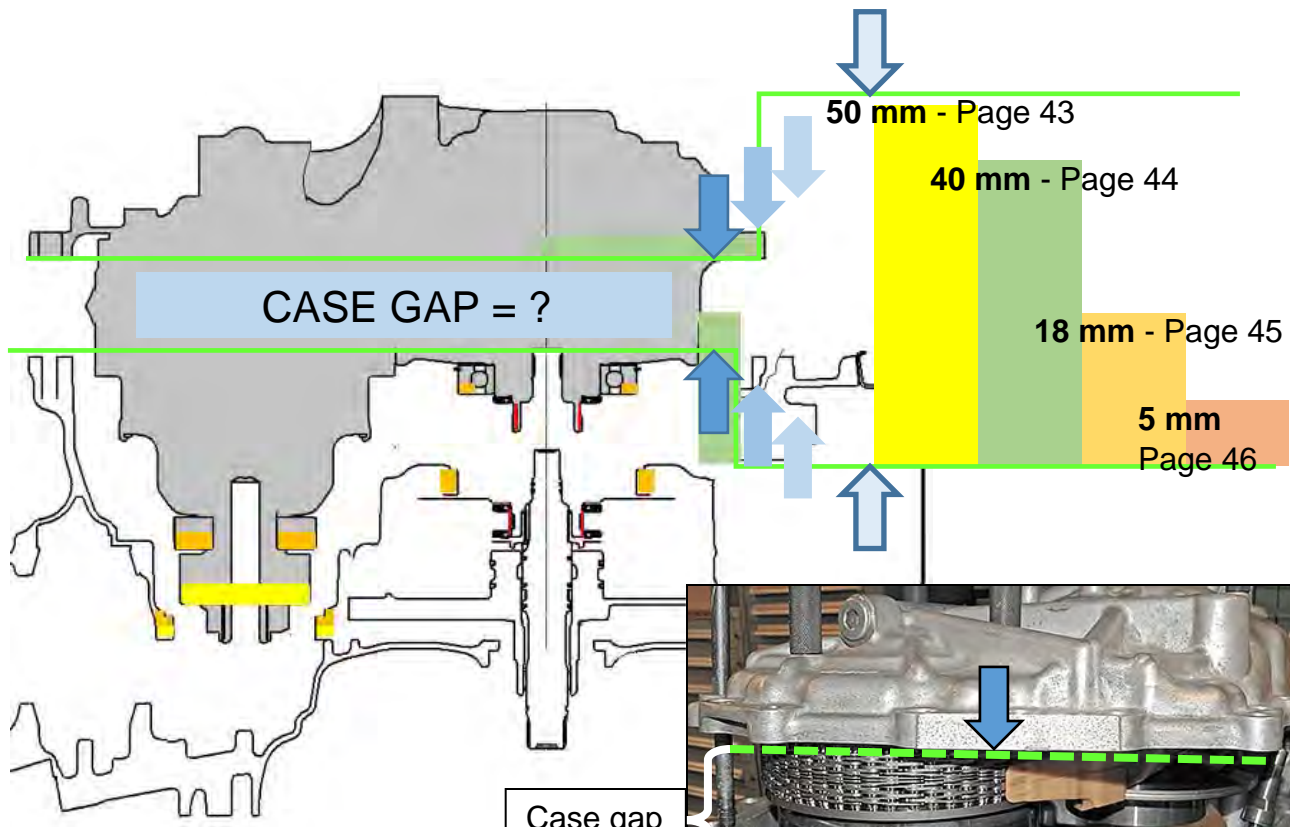 50 mm - Page 43
40 mm - Page 44
CASE GAP = ?
18 mm - Page 45
5 mm
Page 46
Case gap